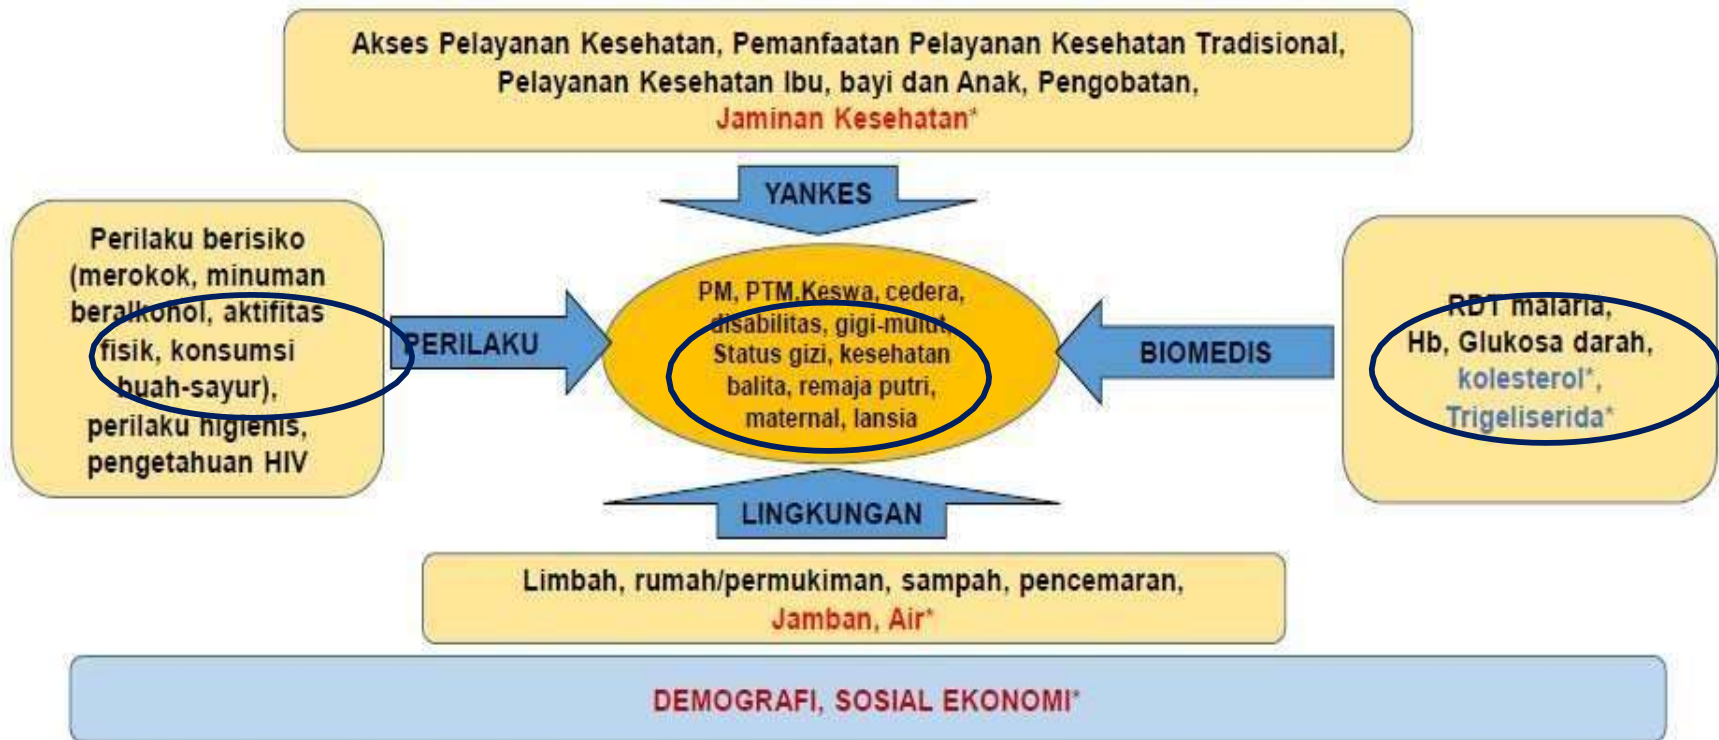 Akses Pelayanan Kesehatan, Pemanfaatan Pelayanan Kesehatan Tradisional,
Pelayanan Kesehatan Ibu, bayi dan Anak, Pengobatan,
Jaminan Kesehatan*
YANKES
Perilaku berisiko
(merokok, minuman
beralkohol, aktifitas
fisik, konsumsi
buah-sayur),
perilaku higienis,
pengetahuan HIV
PERILAKU
PM, PTM,Keswa, cedera,
disabilitas, gigi-mulut,
Status gizi, kesehatan
balita, remaja putri,
maternal, lansia
BIOMEDIS
RDT malaria,
Hb, Glukosa darah,
kolesterol*,
Trigeliserida*
LINGKUNGAN
Limbah, rumah/permukiman, sampah, pencemaran,
Jamban, Air*
DEMOGRAFI, SOSIAL EKONOMI*